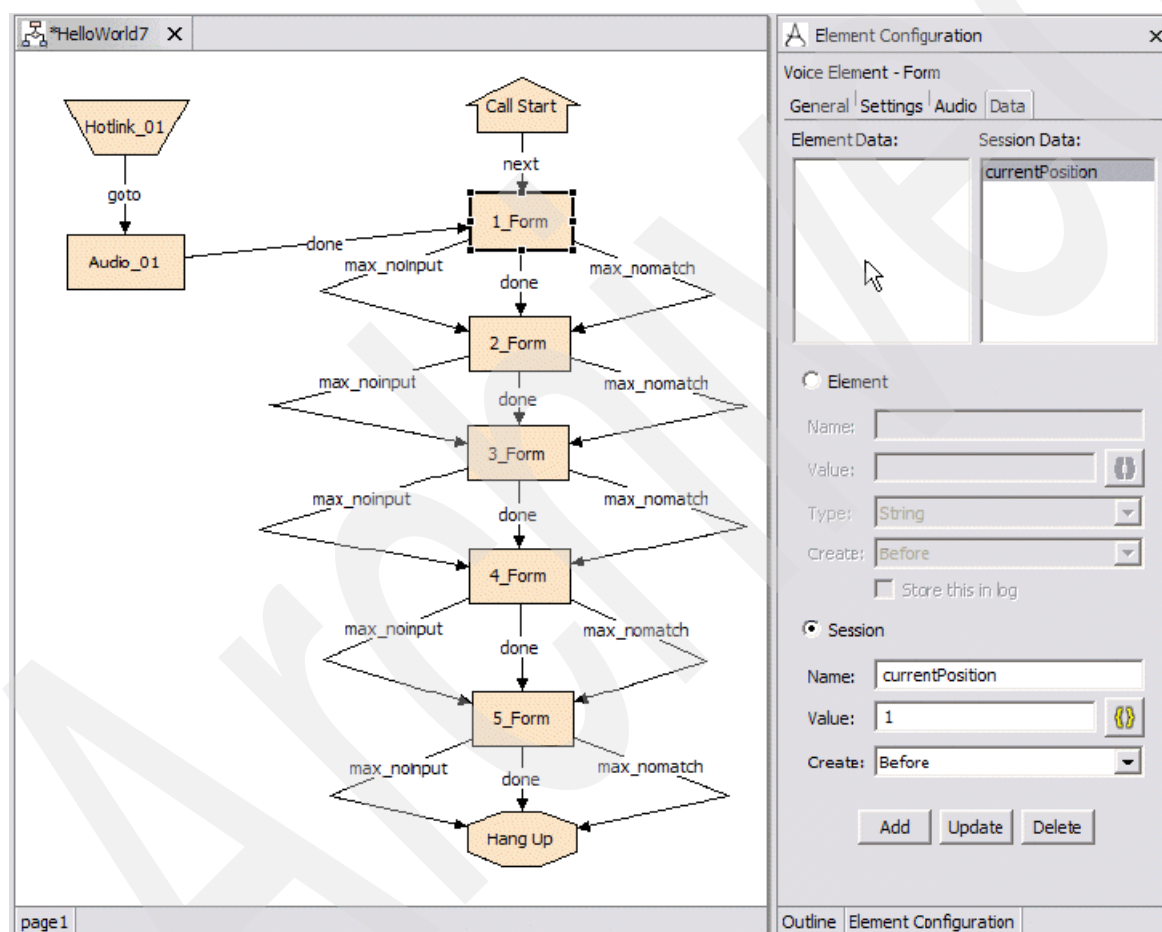 *HelloWorld7
Hotlink_01
goto
Audio_01
done
Call Start
next
1_Form
max_noinput
done
max_nomatch
2_Form
max_noinput
done
max_nomatch
3_Form
max_noinput
done
max_nomatch
4_Form
max_noinput
done
max_nomatch
5_Form
max_noinput
done
max_nomatch
Hang Up
page1
Element Configuration
Voice Element - Form
General Settings Audio Data
Element Data: Session Data:
currentPosition
Element
Name:
Value:
Type: String
Create: Before
Store this in log
Session
Name: currentPosition
Value: 1
Create: Before
Add Update Delete
Outline Element Configuration
Archive